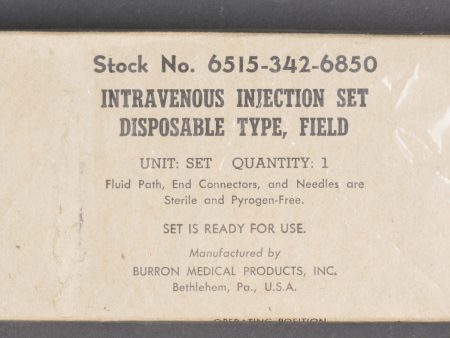 Stock No. 6515-342-6850
INTRAVENOUS INJECTION SET
DISPOSABLE TYPE, FIELD
UNIT: SET QUANTITY: 1
Fluid Path, End Connectors, and Needles are
Sterile and Pyrogen-Free.
SET IS READY FOR USE.
Manufactured by
BURRON MEDICAL PRODUCTS, INC.
Bethlehem, Pa., U.S.A.
OPERATING POSITION